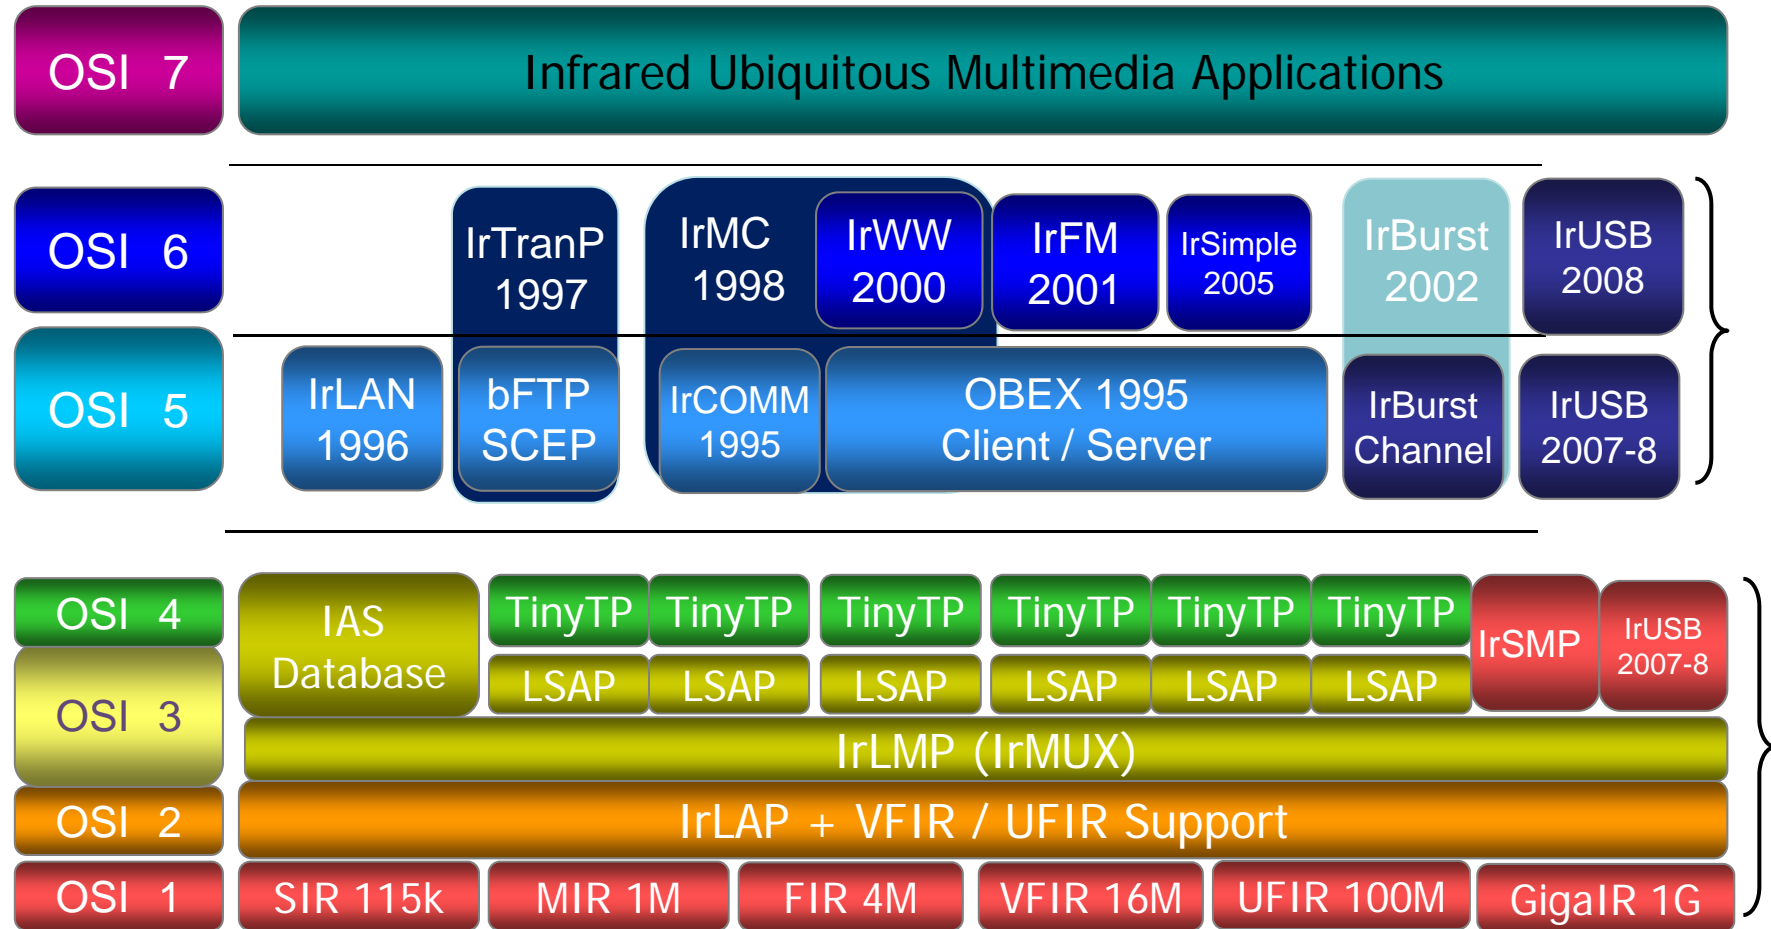 OSI 7
Infrared Ubiquitous Multimedia Applications
OSI 6
IrTranP
1997
IrMC
1998
IrWW
2000
IrFM
2001
IrSimple
2005
IrBurst
2002
IrUSB
2008
OSI 5
IrLAN
1996
bFTP
SCEP
IrCOMM
1995
OBEX 1995
Client / Server
IrBurst
Channel
IrUSB
2007-8
OSI 4
IAS
Database
TinyTP
TinyTP
TinyTP
TinyTP
TinyTP
TinyTP
IrSMP
IrUSB
2007-8
OSI 3
LSAP
LSAP
LSAP
LSAP
LSAP
LSAP
IrLMP (IrMUX)
OSI 2
IrLAP + VFIR / UFIR Support
OSI 1
SIR 115k
MIR 1M
FIR 4M
VFIR 16M
UFIR 100M
GigaIR 1G